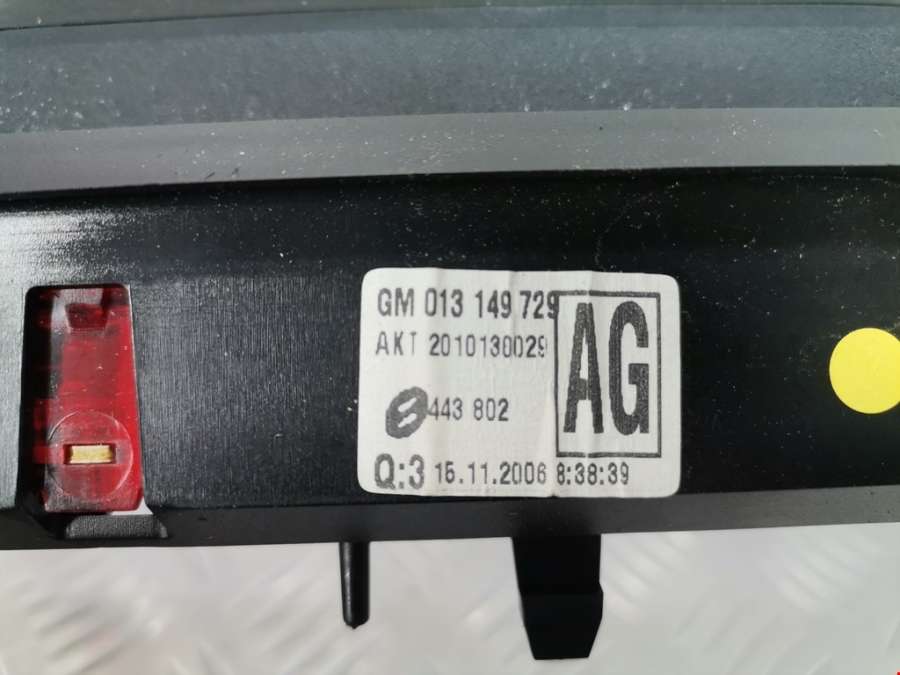 GM 013 149 729
AKT 2010130029
AG
443 802
Q:3 15.11.2006 8:38:39